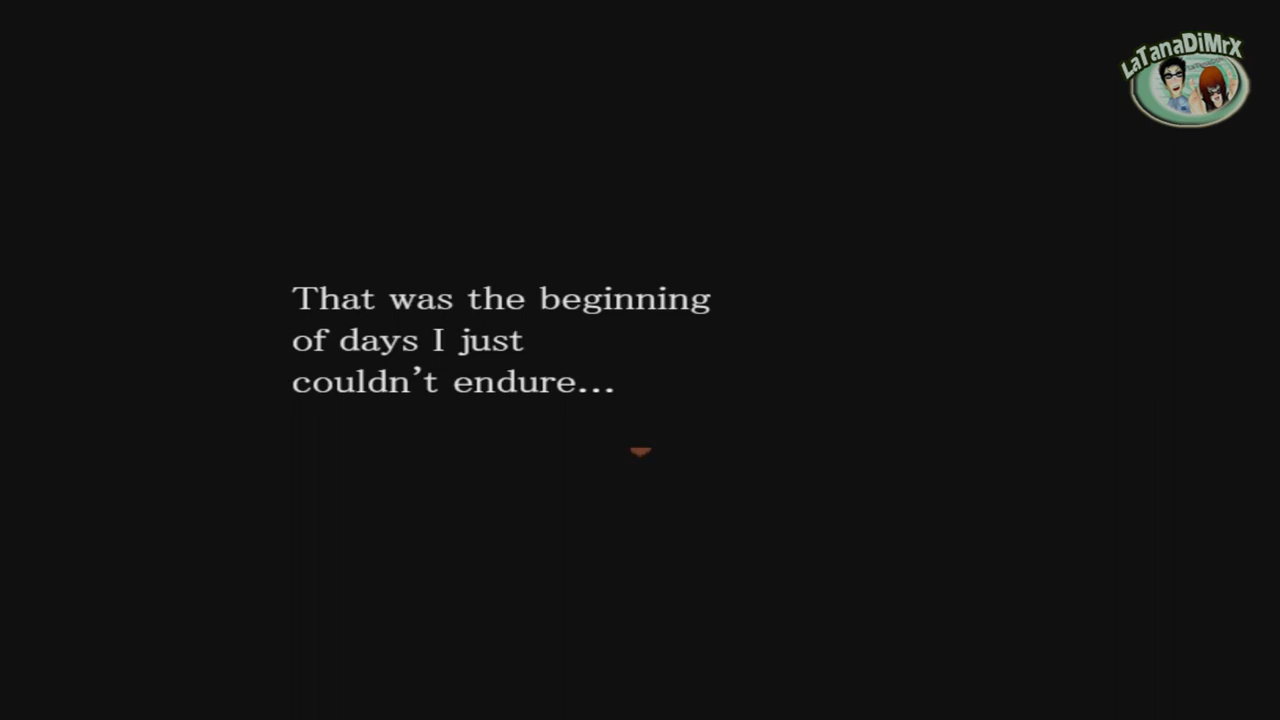 LaTanaDiMrX
That was the beginning
of days I just
couldn't endure...